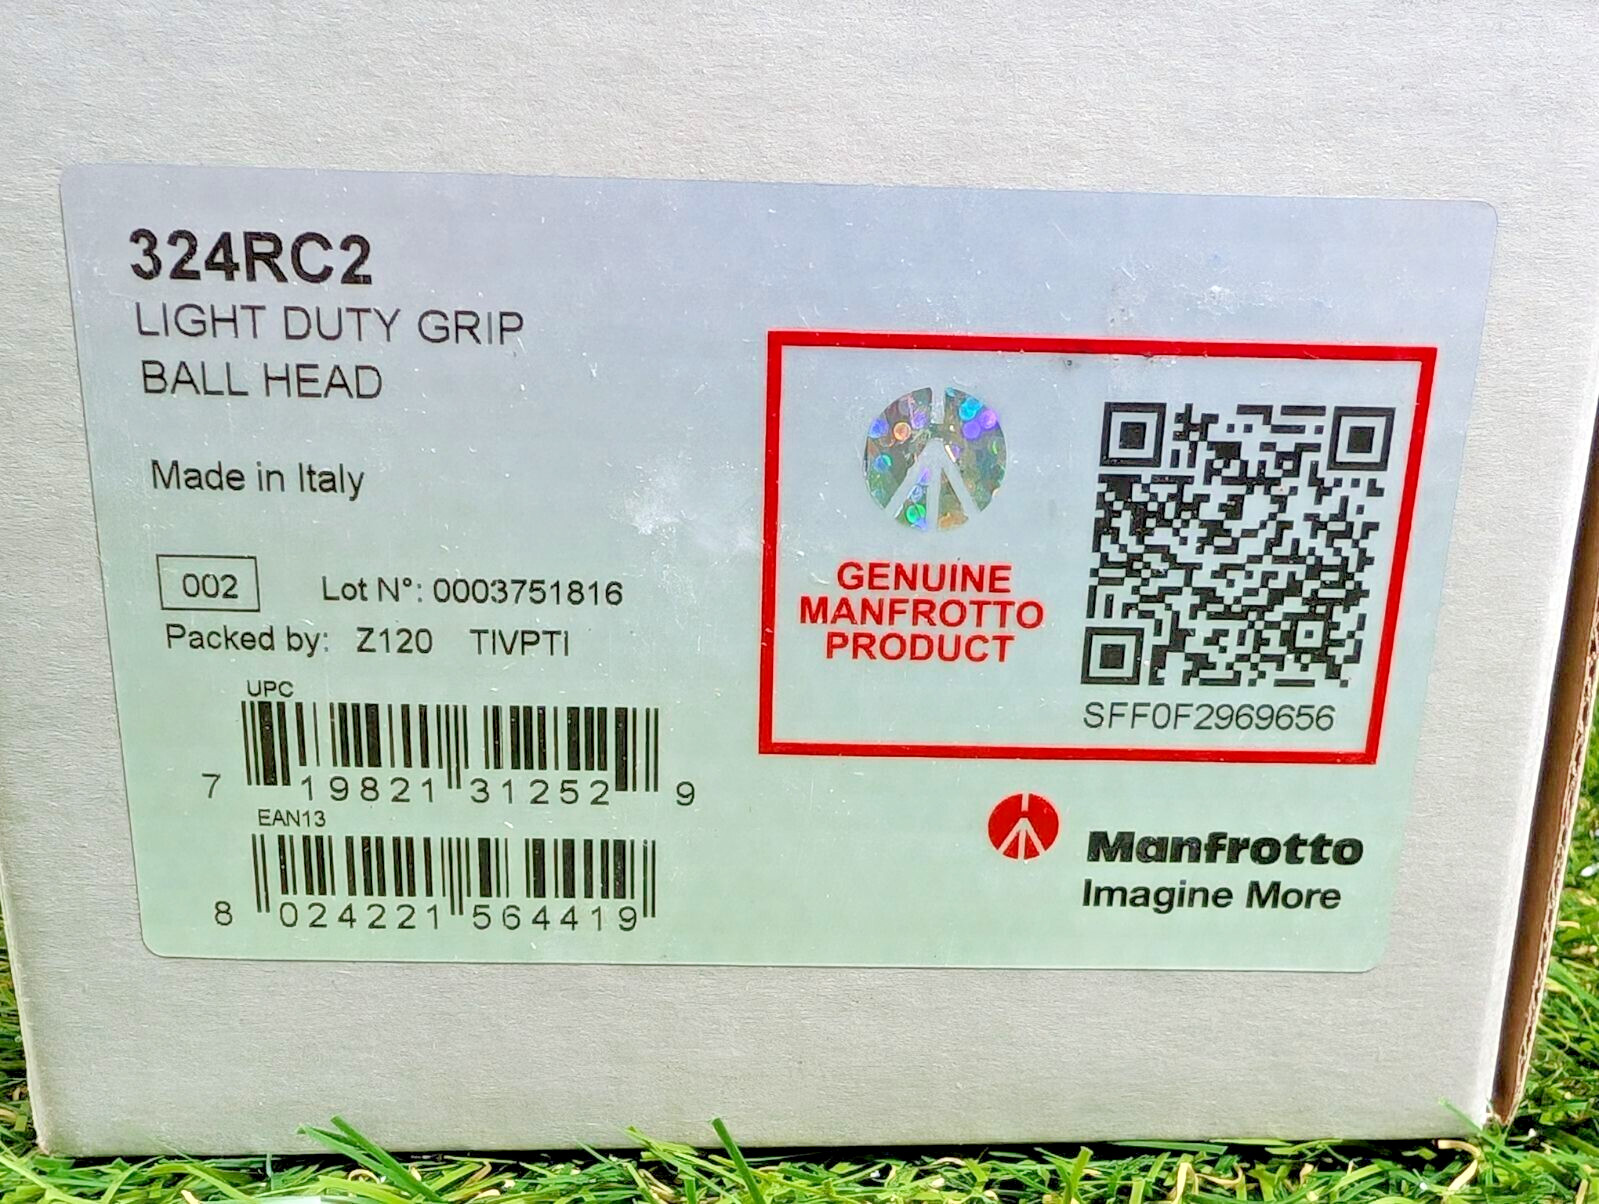 324RC2
LIGHT DUTY GRIP
BALL HEAD
Made in Italy
002 Lot N°: 0003751816
Packed by: Z120 TIVPTI
UPC
7 19821 31252 9
EAN13
8 024221 564419
GENUINE
MANFROTTO
PRODUCT
SFF0F2969656
Manfrotto
Imagine More